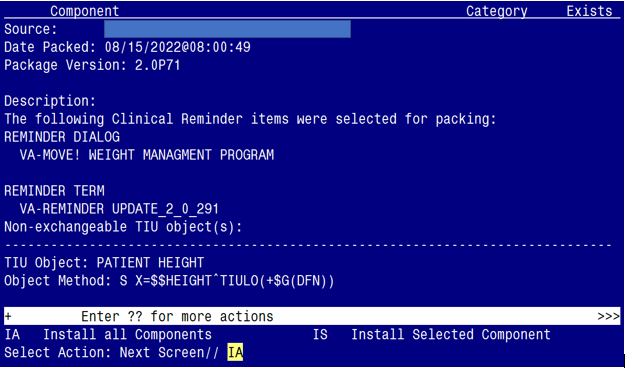 Component Category Exists
Source:
Date Packed: 08/15/2022@08:00:49
Package Version: 2.0P71
Description:
The following Clinical Reminder items were selected for packing:
REMINDER DIALOG
VA-MOVE! WEIGHT MANAGMENT PROGRAM
REMINDER TERM
VA-REMINDER UPDATE_2_0_291
Non-exchangeable TIU object(s):
--------------------------------------------------------------------------------
TIU Object: PATIENT HEIGHT
Object Method: S X=$$HEIGHT^TIULO(+$G(DFN))
+ Enter ?? for more actions >>>
IA Install all Components IS Install Selected Component
Select Action: Next Screen// IA